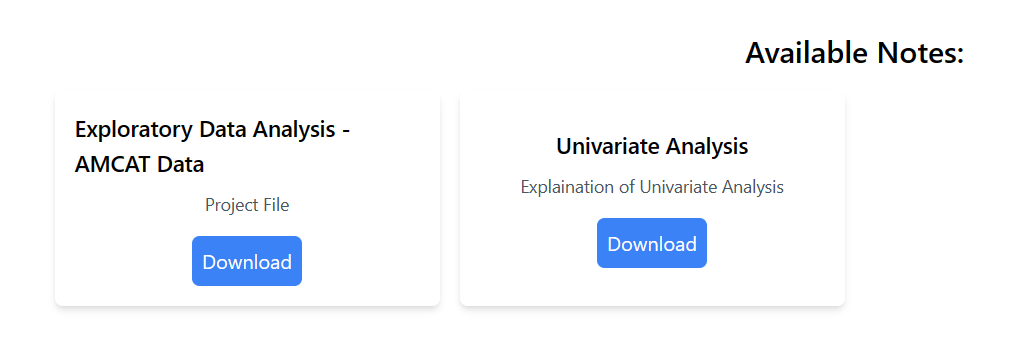 Available Notes:
Exploratory Data Analysis -
AMCAT Data
Project File
Download
Univariate Analysis
Explaination of Univariate Analysis
Download